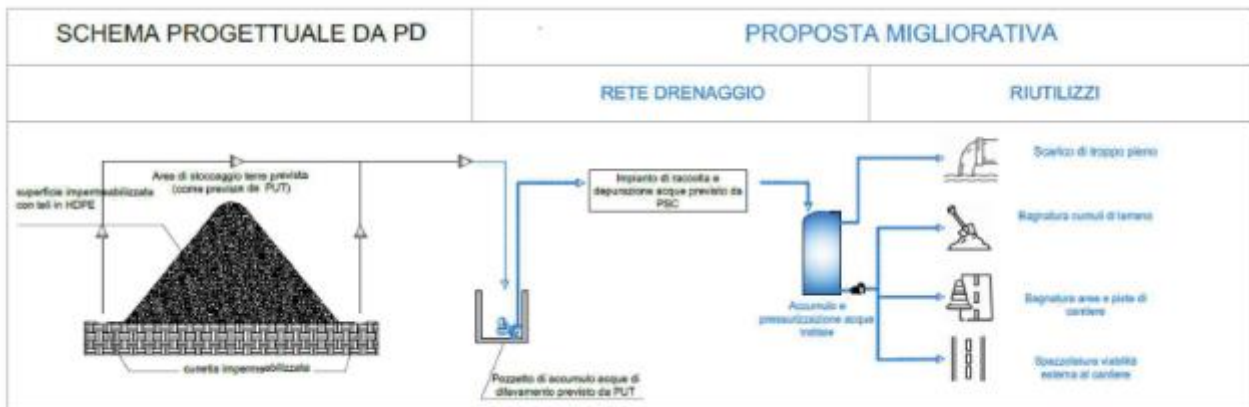 SCHEMA PROGETTUALE DA PD
PROPOSTA MIGLIORATIVA
RETE DRENAGGIO
RIUTILIZZI
Area di stoccaggio terre prevista
(come previsto da PUT)
superficie impermeabilizzata
con teli in HDPE
cunetta impermeabilizzata
Pozzetto di accumulo acque di
dilavamento previsto da PUT
Impianto di raccolta e
depurazione acque previsto da
PSC
Accumulo e
pressurizzazione acque
trattate
Scarico di troppo pieno
Bagnatura cumuli di terreno
Bagnatura aree e piste di
cantiere
Spazzolatura viabilità
esterna al cantiere